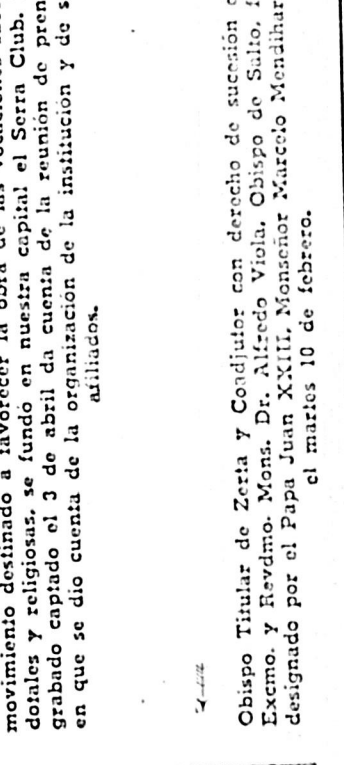 movimiento destinado a favorecer la obra de las
dotales y religiosas, se fundó en nuestra capital el Serra Club.
grabado captado el 3 de abril da cuenta de la reunión de pren
en que se dio cuenta de la organización de la institución y de s
afiliados.
Obispo Titular de Zerta y Coadjutor con derecho de sucesión
Excmo. y Revdmo. Mons. Dr. Alfredo Viola, Obispo de Salto,
designado por el Papa Juan XXIII, Monseñor Marcelo Mendihar
el martes 10 de febrero.